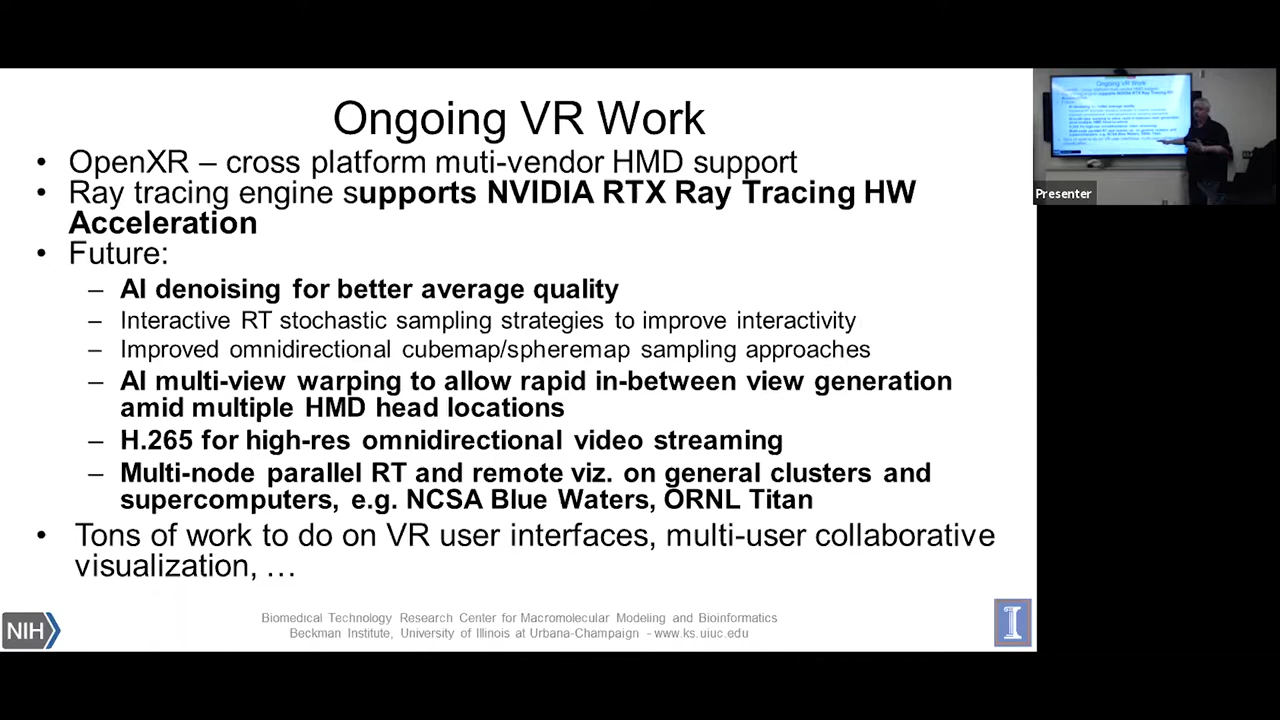 Ongoing VR Work
• OpenXR – cross platform muti-vendor HMD support
• Ray tracing engine supports NVIDIA RTX Ray Tracing HW
Acceleration
• Future:
– AI denoising for better average quality
– Interactive RT stochastic sampling strategies to improve interactivity
– Improved omnidirectional cubemap/spheremap sampling approaches
– AI multi-view warping to allow rapid in-between view generation
amid multiple HMD head locations
– H.265 for high-res omnidirectional video streaming
– Multi-node parallel RT and remote viz. on general clusters and
supercomputers, e.g. NCSA Blue Waters, ORNL Titan
• Tons of work to do on VR user interfaces, multi-user collaborative
visualization, …
Biomedical Technology Research Center for Macromolecular Modeling and Bioinformatics
Beckman Institute, University of Illinois at Urbana-Champaign - www.ks.uiuc.edu
NIH
I
Ongoing VR Work
Presenter